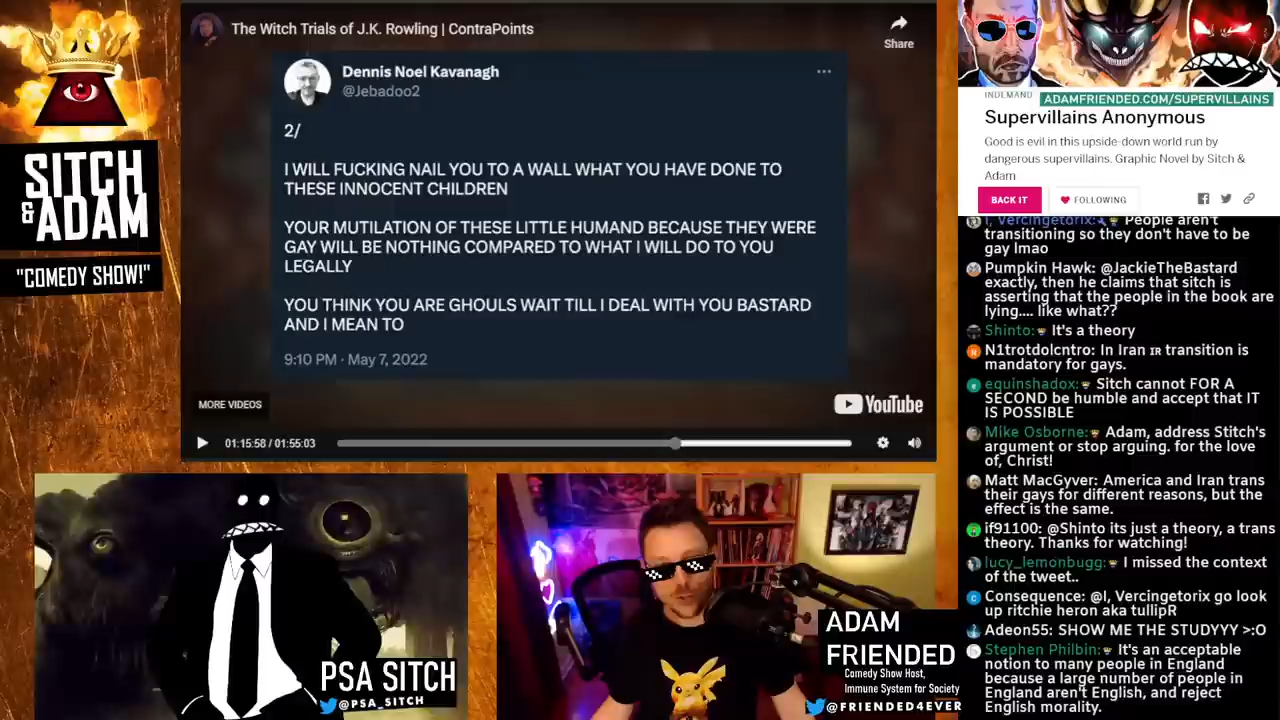 The Witch Trials of J.K. Rowling | ContraPoints
Share
Dennis Noel Kavanagh
@Jebadoo2
2/
I WILL FUCKING NAIL YOU TO A WALL WHAT YOU HAVE DONE TO
THESE INNOCENT CHILDREN
YOUR MUTILATION OF THESE LITTLE HUMAND BECAUSE THEY WERE
GAY WILL BE NOTHING COMPARED TO WHAT I WILL DO TO YOU
LEGALLY
YOU THINK YOU ARE GHOULS WAIT TILL I DEAL WITH YOU BASTARD
AND I MEAN TO
9:10 PM · May 7, 2022
MORE VIDEOS
YouTube
01:15:58 / 01:55:03
SITCH
& ADAM
"COMEDY SHOW!"
PSA SITCH
@PSA_SITCH
ADAM
FRIENDED
Comedy Show Host,
Immune System for Society
@FRIENDED4EVER
INDEMAND
ADAMFRIENDED.COM/SUPERVILLAINS
Supervillains Anonymous
Good is evil in this upside-down world run by
dangerous supervillains. Graphic Novel by Sitch &
Adam
BACK IT
FOLLOWING
I, Vercingetorix: People aren't
transitioning so they don't have to be
gay lmao
Pumpkin Hawk: @JackieTheBastard
exactly, then he claims that sitch is
asserting that the people in the book are
lying.... like what??
Shinto: It's a theory
N1trotdolcntro: In Iran IR transition is
mandatory for gays.
equinshadox: Sitch cannot FOR A
SECOND be humble and accept that IT
IS POSSIBLE
Mike Osborne: Adam, address Stitch's
argument or stop arguing. for the love
of, Christ!
Matt MacGyver: America and Iran trans
their gays for different reasons, but the
effect is the same.
if91100: @Shinto its just a theory, a trans
theory. Thanks for watching!
lucy_lemonbugg: I missed the context
of the tweet..
Consequence: @I, Vercingetorix go look
up ritchie heron aka tullipR
Adeon55: SHOW ME THE STUDYYY >:O
Stephen Philbin: It's an acceptable
notion to many people in England
because a large number of people in
England aren't English, and reject
English morality.